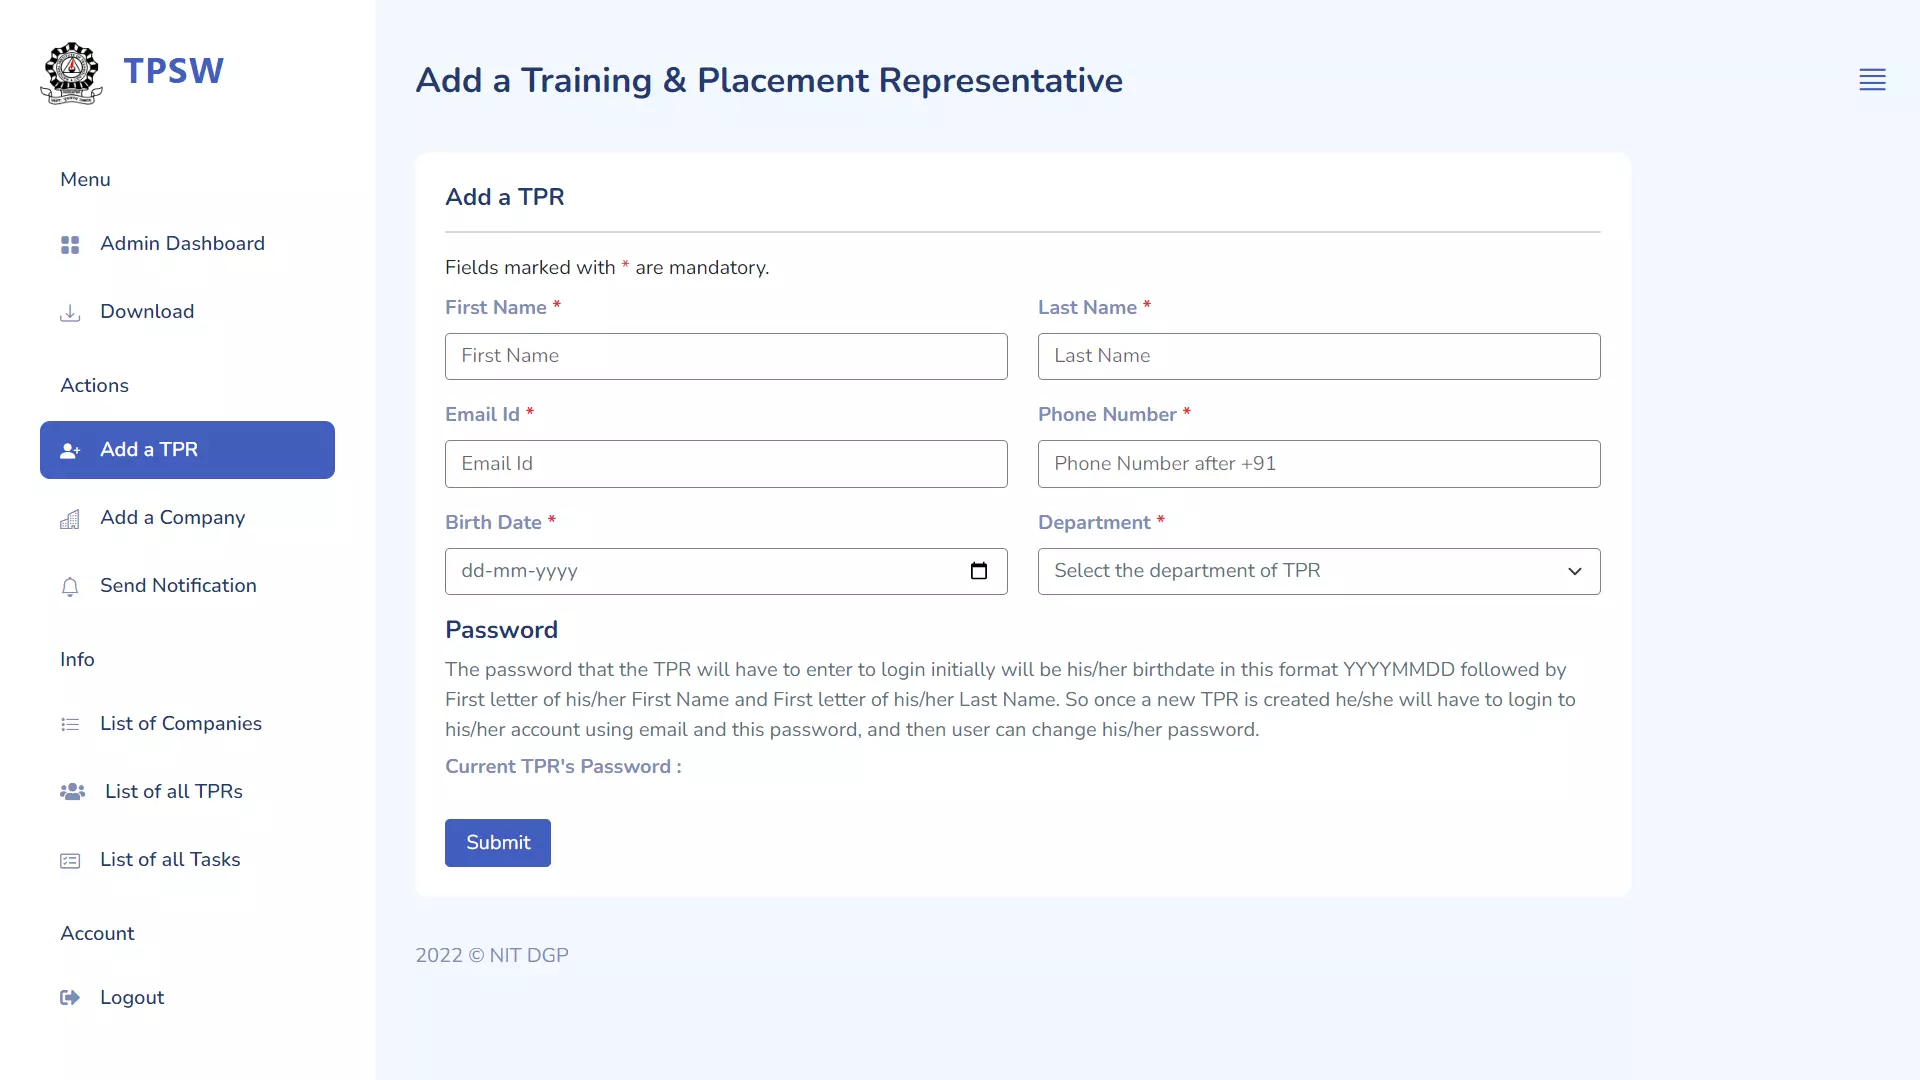 TPSW
Menu
Admin Dashboard
Download
Actions
Add a TPR
Add a Company
Send Notification
Info
List of Companies
List of all TPRs
List of all Tasks
Account
Logout
Add a Training & Placement Representative
Add a TPR
Fields marked with * are mandatory.
First Name * Last Name *
First Name Last Name
Email Id * Phone Number *
Email Id Phone Number after +91
Birth Date * Department *
dd-mm-yyyy Select the department of TPR
Password
The password that the TPR will have to enter to login initially will be his/her birthdate in this format YYYYMMDD followed by
First letter of his/her First Name and First letter of his/her Last Name. So once a new TPR is created he/she will have to login to
his/her account using email and this password, and then user can change his/her password.
Current TPR's Password :
Submit
2022 © NIT DGP